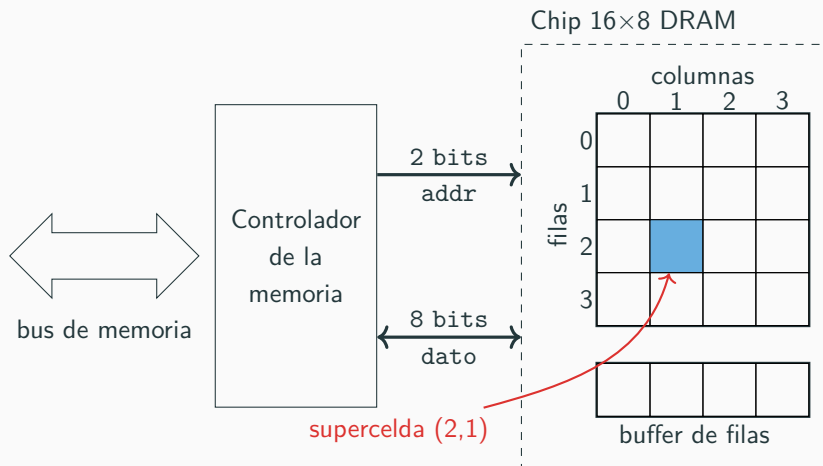 Chip 16×8 DRAM
columnas
0 1 2 3
0
1
2
3
filas
2 bits
addr
Controlador
de la
memoria
bus de memoria
8 bits
dato
supercelda (2,1)
buffer de filas